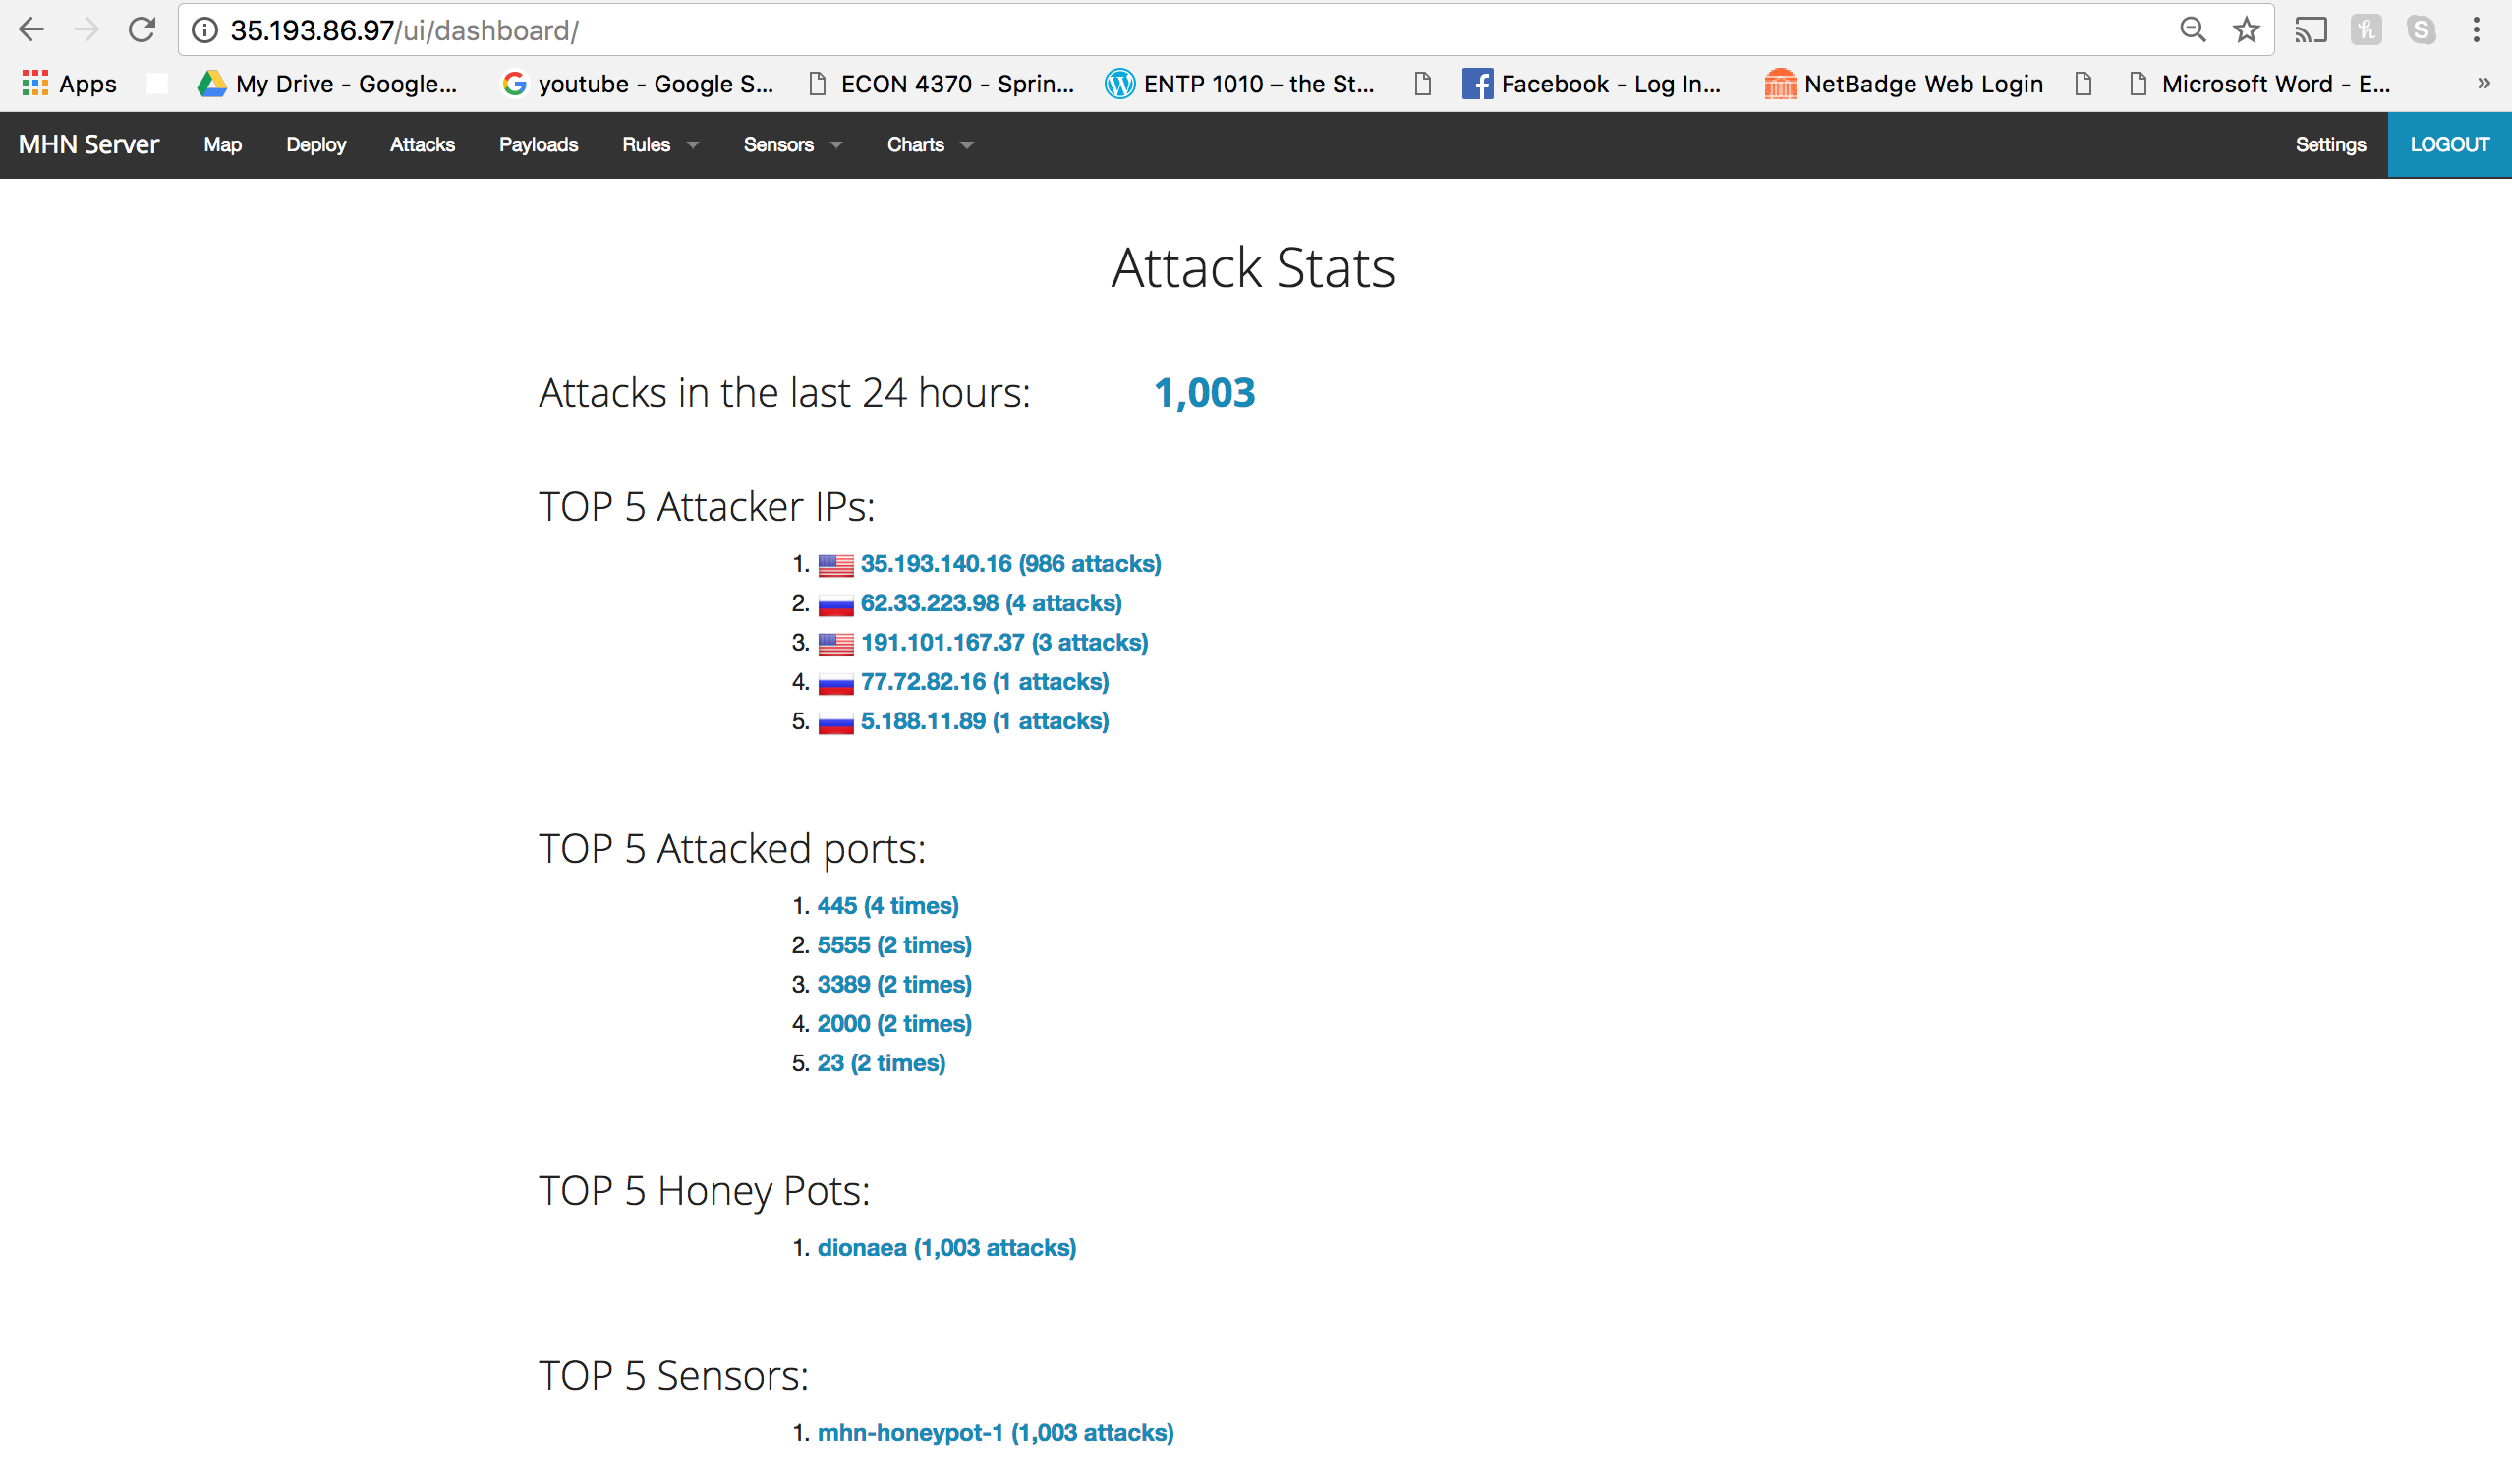 35.193.86.97/ui/dashboard/
Apps My Drive - Google... youtube - Google S... ECON 4370 - Sprin... ENTP 1010 – the St... Facebook - Log In... NetBadge Web Login Microsoft Word - E... »
MHN Server Map Deploy Attacks Payloads Rules Sensors Charts Settings LOGOUT
Attack Stats
Attacks in the last 24 hours: 1,003
TOP 5 Attacker IPs:
1. 35.193.140.16 (986 attacks)
2. 62.33.223.98 (4 attacks)
3. 191.101.167.37 (3 attacks)
4. 77.72.82.16 (1 attacks)
5. 5.188.11.89 (1 attacks)
TOP 5 Attacked ports:
1. 445 (4 times)
2. 5555 (2 times)
3. 3389 (2 times)
4. 2000 (2 times)
5. 23 (2 times)
TOP 5 Honey Pots:
1. dionaea (1,003 attacks)
TOP 5 Sensors:
1. mhn-honeypot-1 (1,003 attacks)